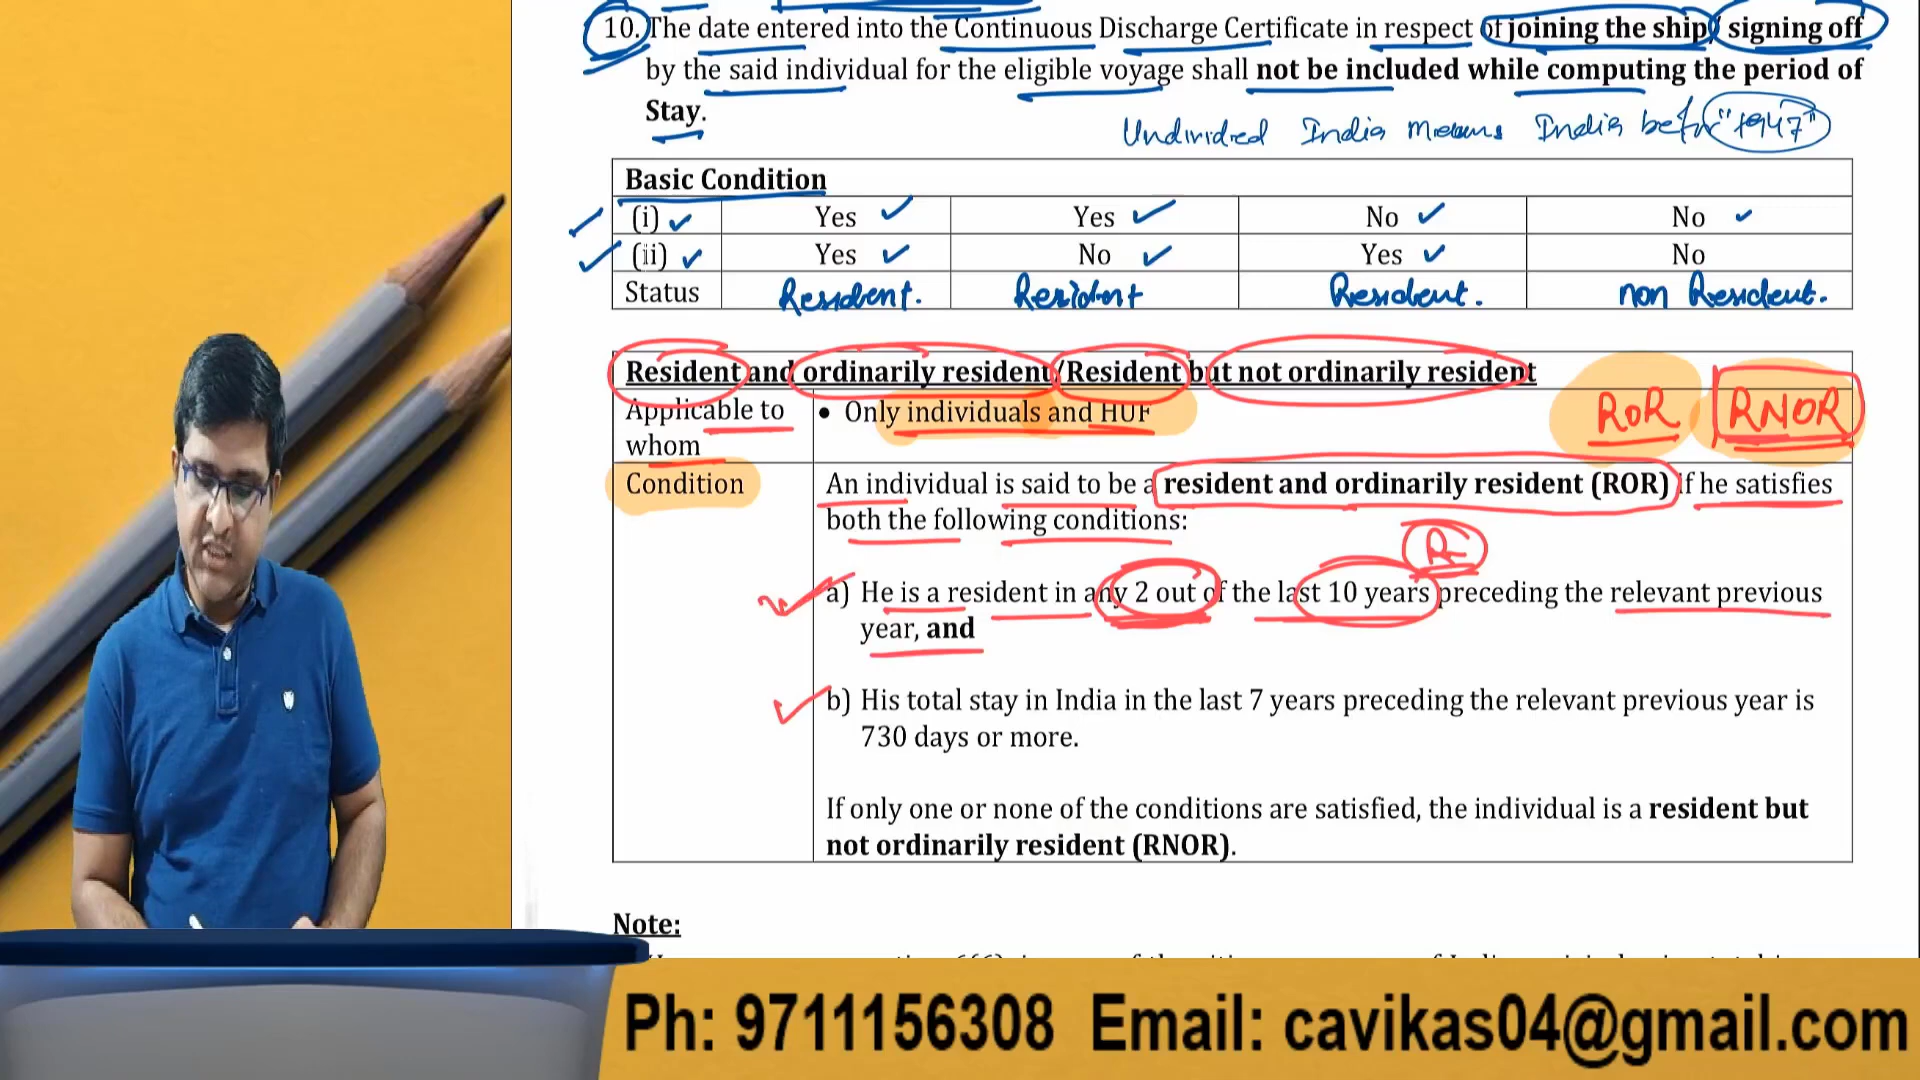 10. The date entered into the Continuous Discharge Certificate in respect of joining the ship/ signing off
by the said individual for the eligible voyage shall not be included while computing the period of
Stay.
Undivided India means India before "1947"
Basic Condition
(i) Yes Yes No No
(ii) Yes No Yes No
Status Resident. Resident Resident. non Resident.
Resident and ordinarily resident/Resident but not ordinarily resident
Applicable to whom
• Only individuals and HUF
ROR RNOR
Condition
An individual is said to be a resident and ordinarily resident (ROR) if he satisfies
both the following conditions:
R
a) He is a resident in any 2 out of the last 10 years preceding the relevant previous
year, and
b) His total stay in India in the last 7 years preceding the relevant previous year is
730 days or more.
If only one or none of the conditions are satisfied, the individual is a resident but
not ordinarily resident (RNOR).
Note:
Ph: 9711156308 Email: cavikas04@gmail.com